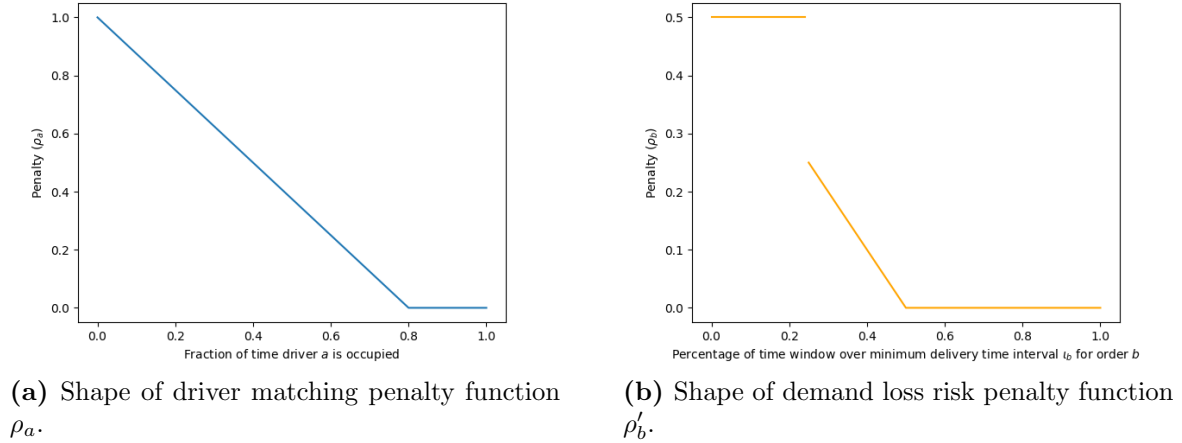 1.0
0.8
0.6
0.4
0.2
0.0
Penalty (ρₐ)
0.0 0.2 0.4 0.6 0.8 1.0
Fraction of time driver a is occupied
(a) Shape of driver matching penalty function
ρₐ.
0.5
0.4
0.3
0.2
0.1
0.0
Penalty (ρ_b)
0.0 0.2 0.4 0.6 0.8 1.0
Percentage of time window over minimum delivery time interval ι_b for order b
(b) Shape of demand loss risk penalty function
ρ′_b.